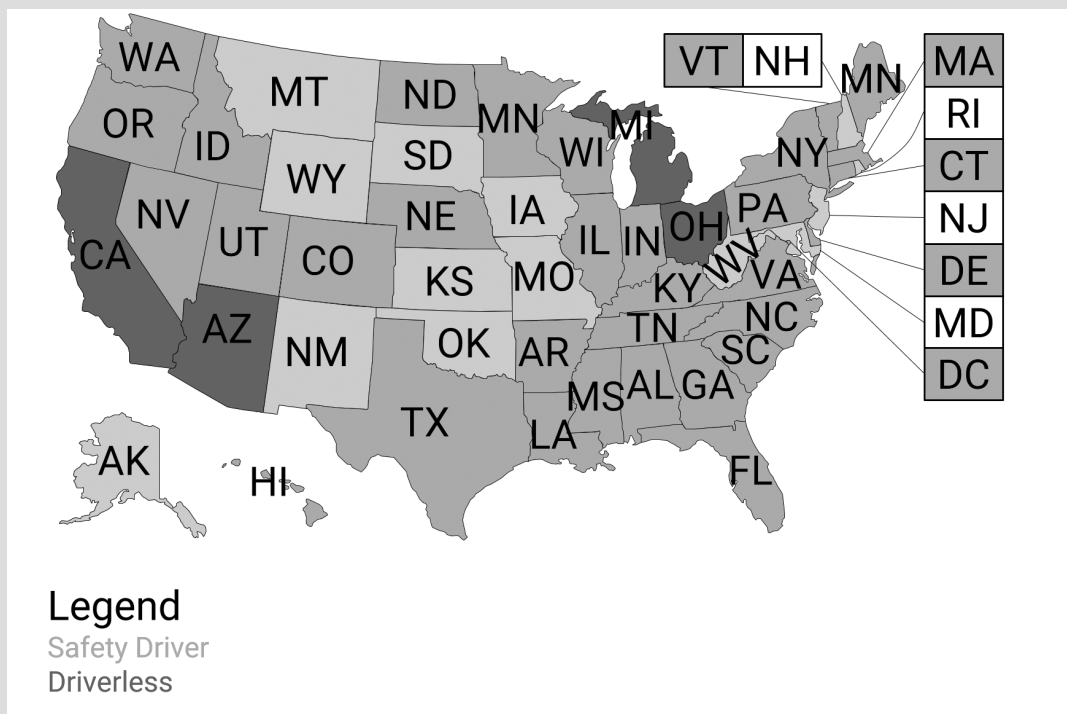 WA
MT
ND
MN
VT
NH
MN
MA
OR
ID
WY
SD
WI
MI
NY
RI
CT
NV
UT
CO
NE
IA
IL
IN
OH
PA
NJ
CA
KS
MO
WV
VA
DE
KY
AZ
NM
OK
AR
TN
NC
SC
MD
TX
MS
AL
GA
DC
LA
AK
HI
FL
Legend
Safety Driver
Driverless